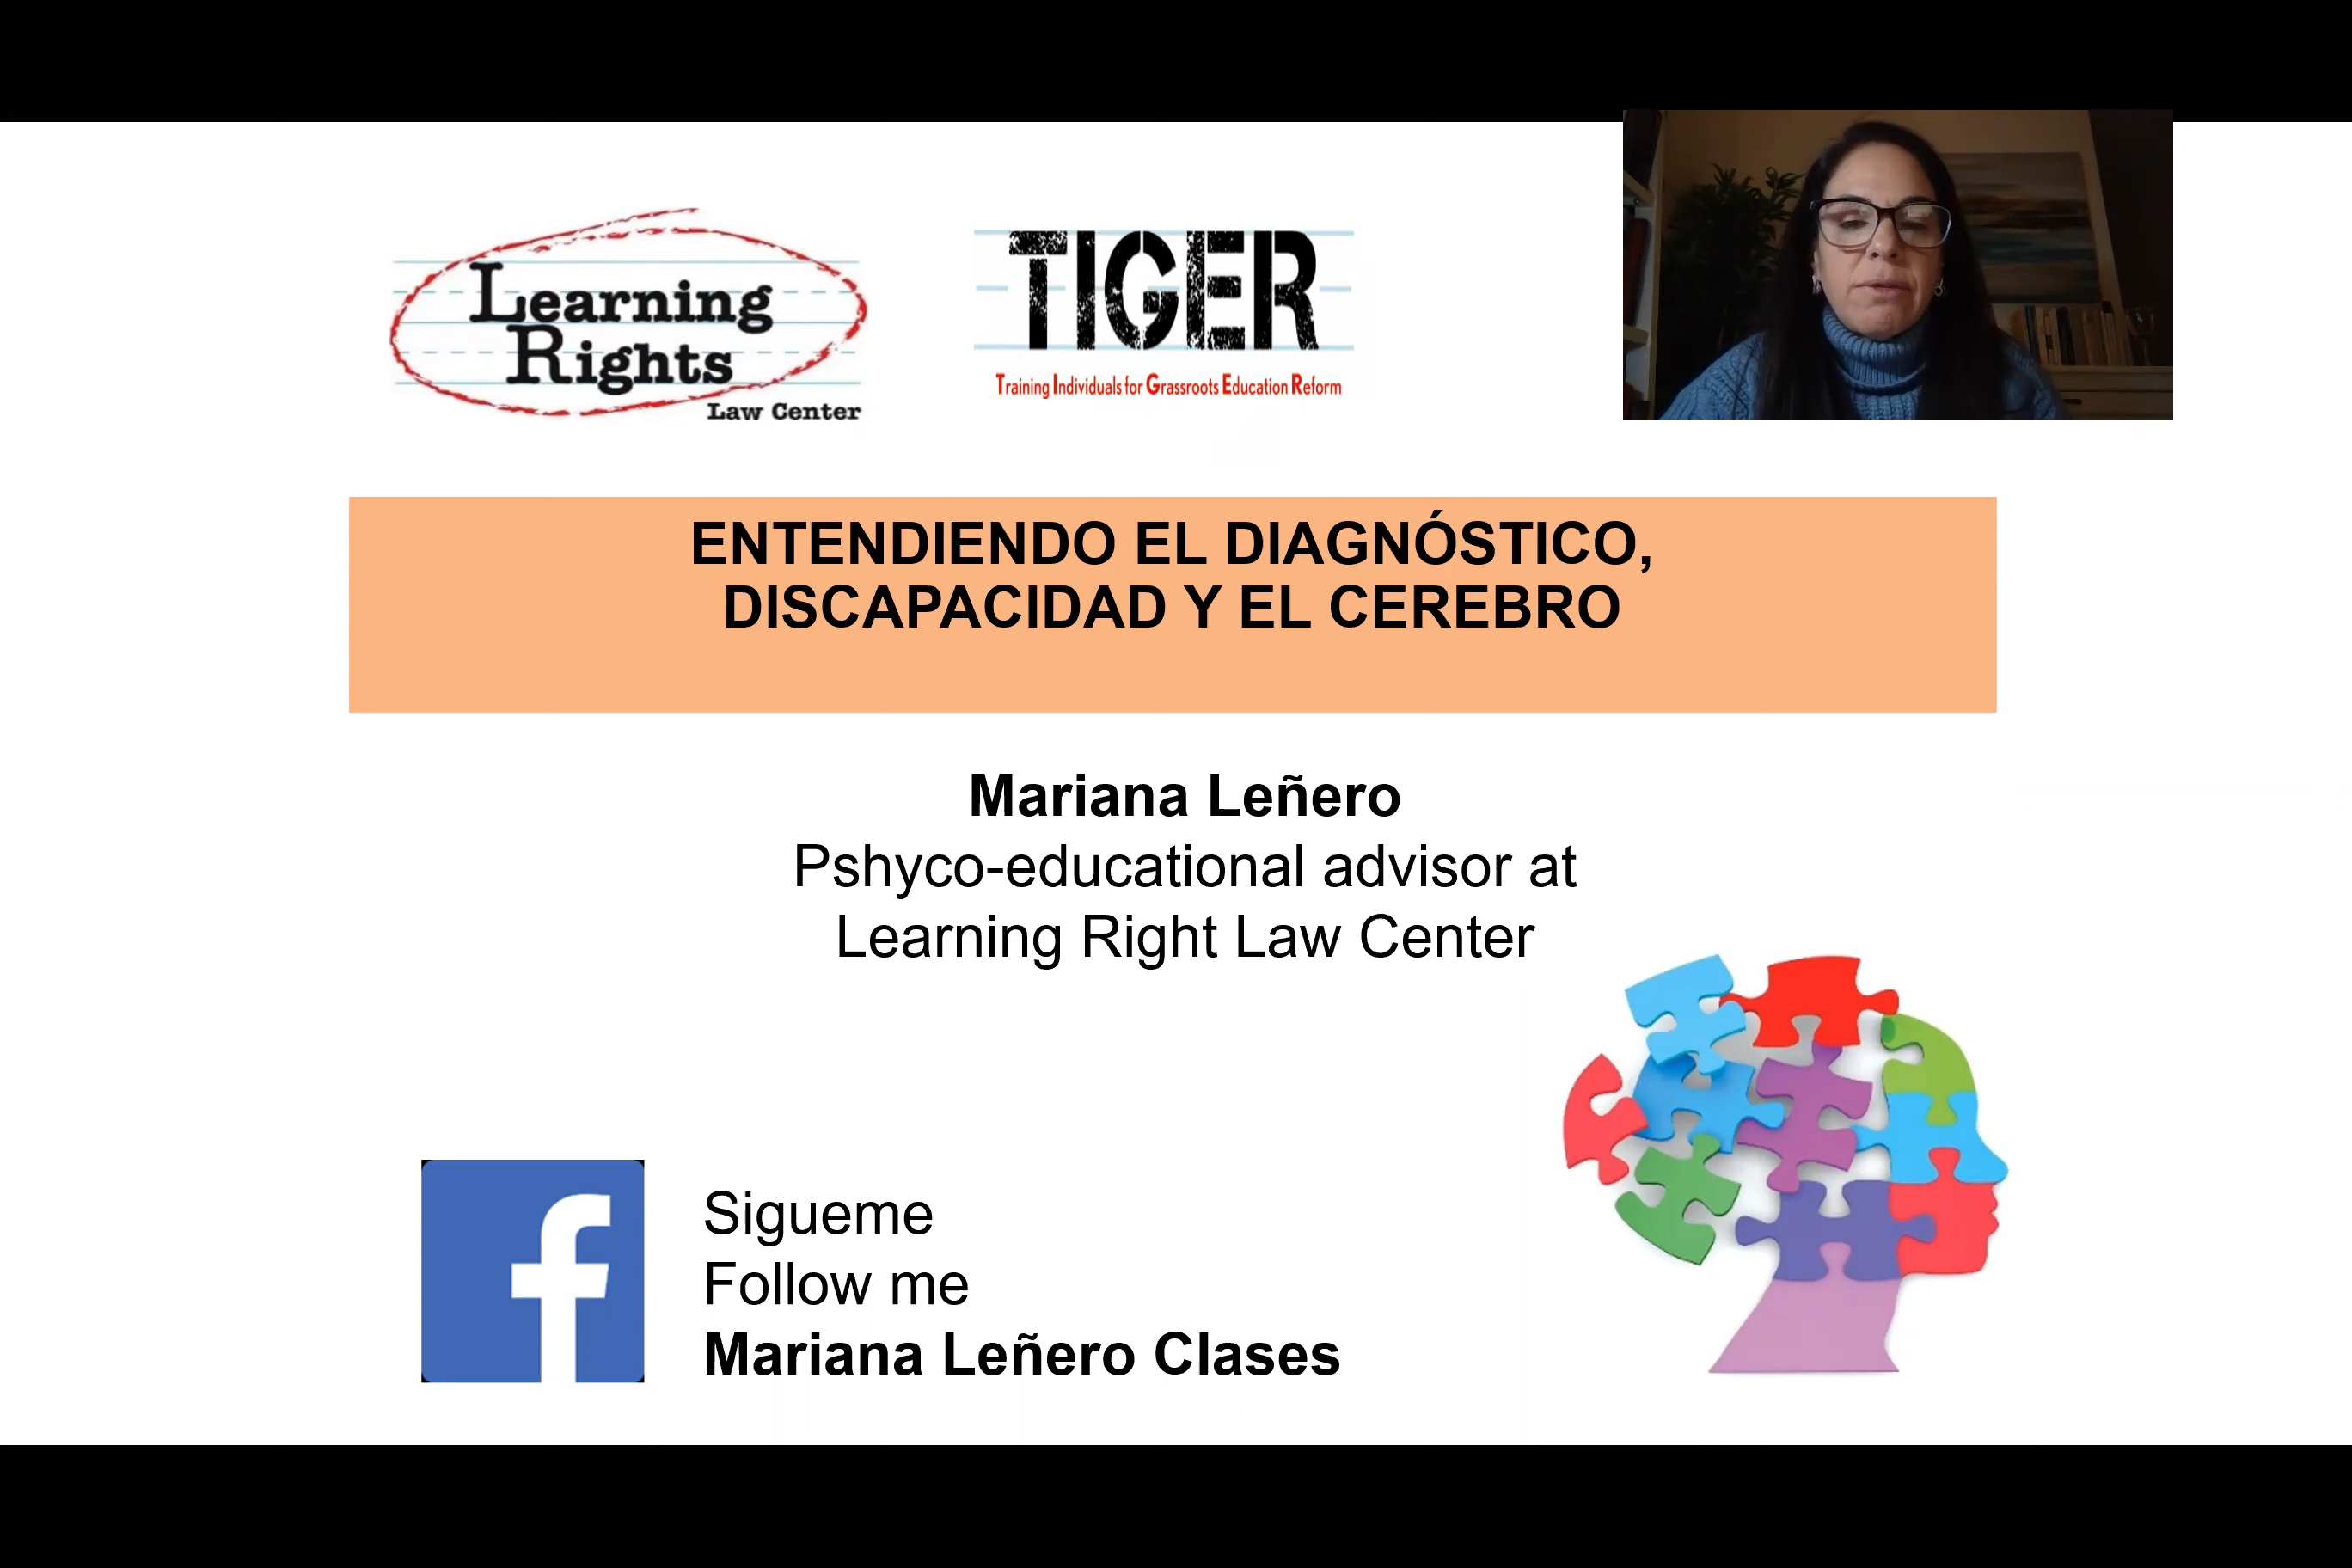 Learning
Rights
Law Center
TIGER
Training Individuals for Grassroots Education Reform
ENTENDIENDO EL DIAGNÓSTICO,
DISCAPACIDAD Y EL CEREBRO
Mariana Leñero
Pshyco-educational advisor at
Learning Right Law Center
f
Sigueme
Follow me
Mariana Leñero Clases